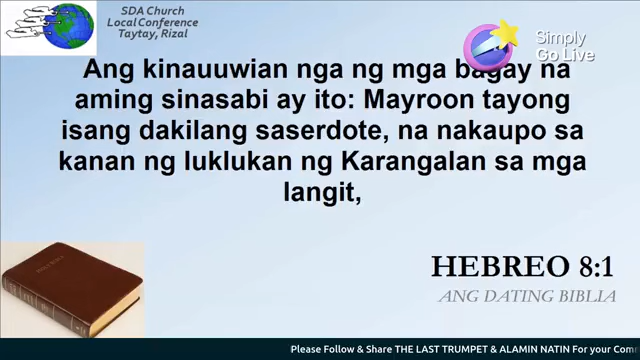 SDA Church
Local Conference
Taytay, Rizal
Simply
Go Live
Ang kinauuwian nga ng mga bagay na
aming sinasabi ay ito: Mayroon tayong
isang dakilang saserdote, na nakaupo sa
kanan ng luklukan ng Karangalan sa mga
langit,
HOLY BIBLE
HEBREO 8:1
ANG DATING BIBLIA
Please Follow & Share THE LAST TRUMPET & ALAMIN NATIN For your Com